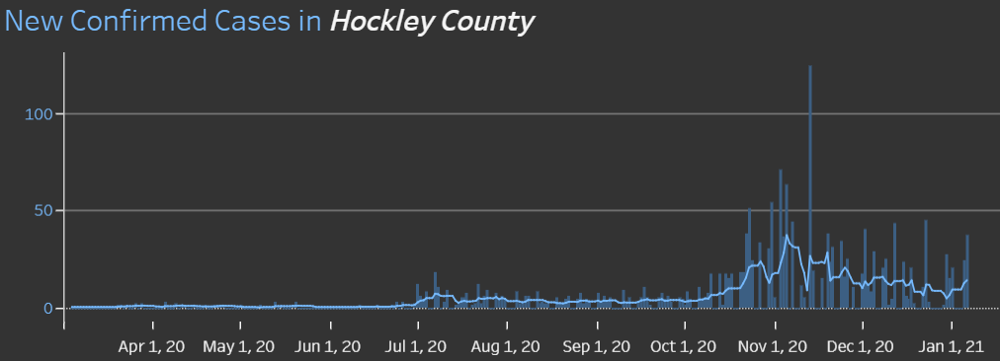 New Confirmed Cases in Hockley County
100
50
0
Apr 1, 20 May 1, 20 Jun 1, 20 Jul 1, 20 Aug 1, 20 Sep 1, 20 Oct 1, 20 Nov 1, 20 Dec 1, 20 Jan 1, 21